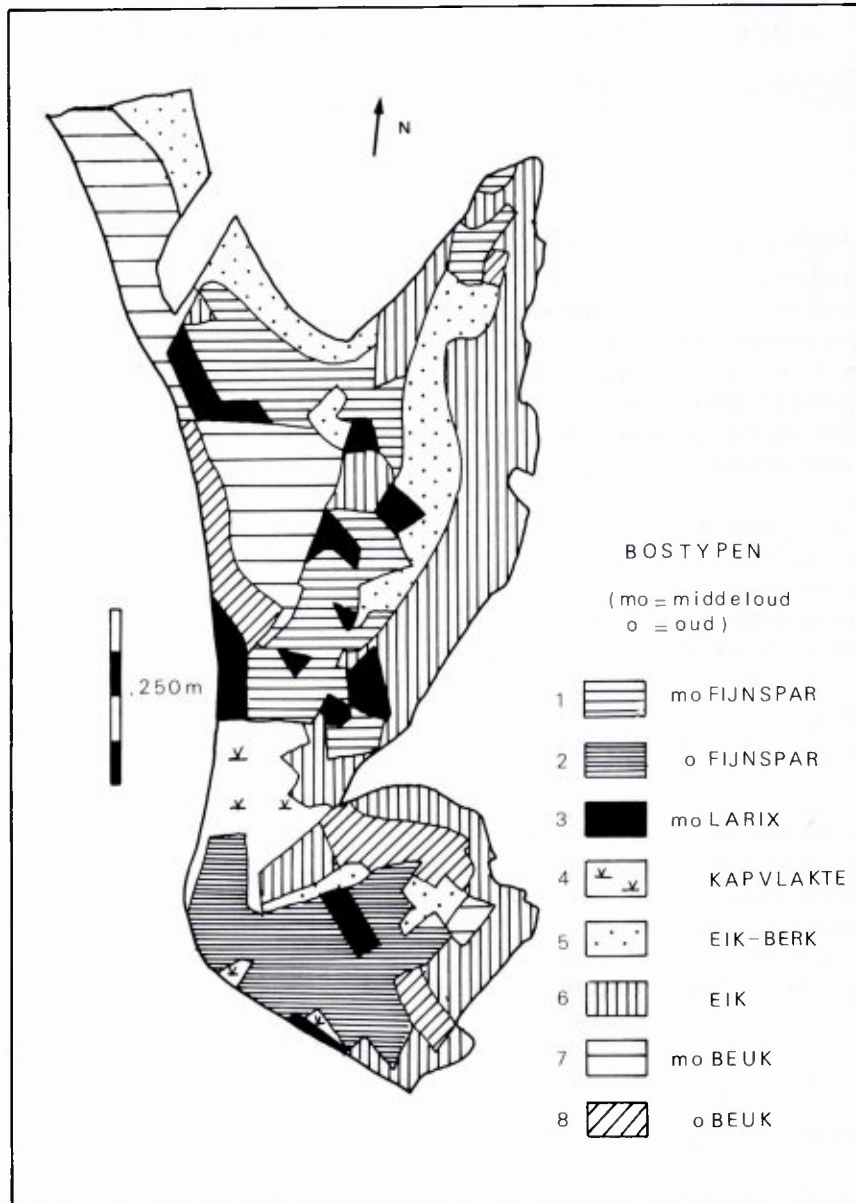 N
.250m
BOSTYPEN
(mo = middeloud
o = oud)
1 mo FIJNSPAR
2 o FIJNSPAR
3 mo LARIX
4 KAPVLAKTE
5 EIK-BERK
6 EIK
7 mo BEUK
8 o BEUK